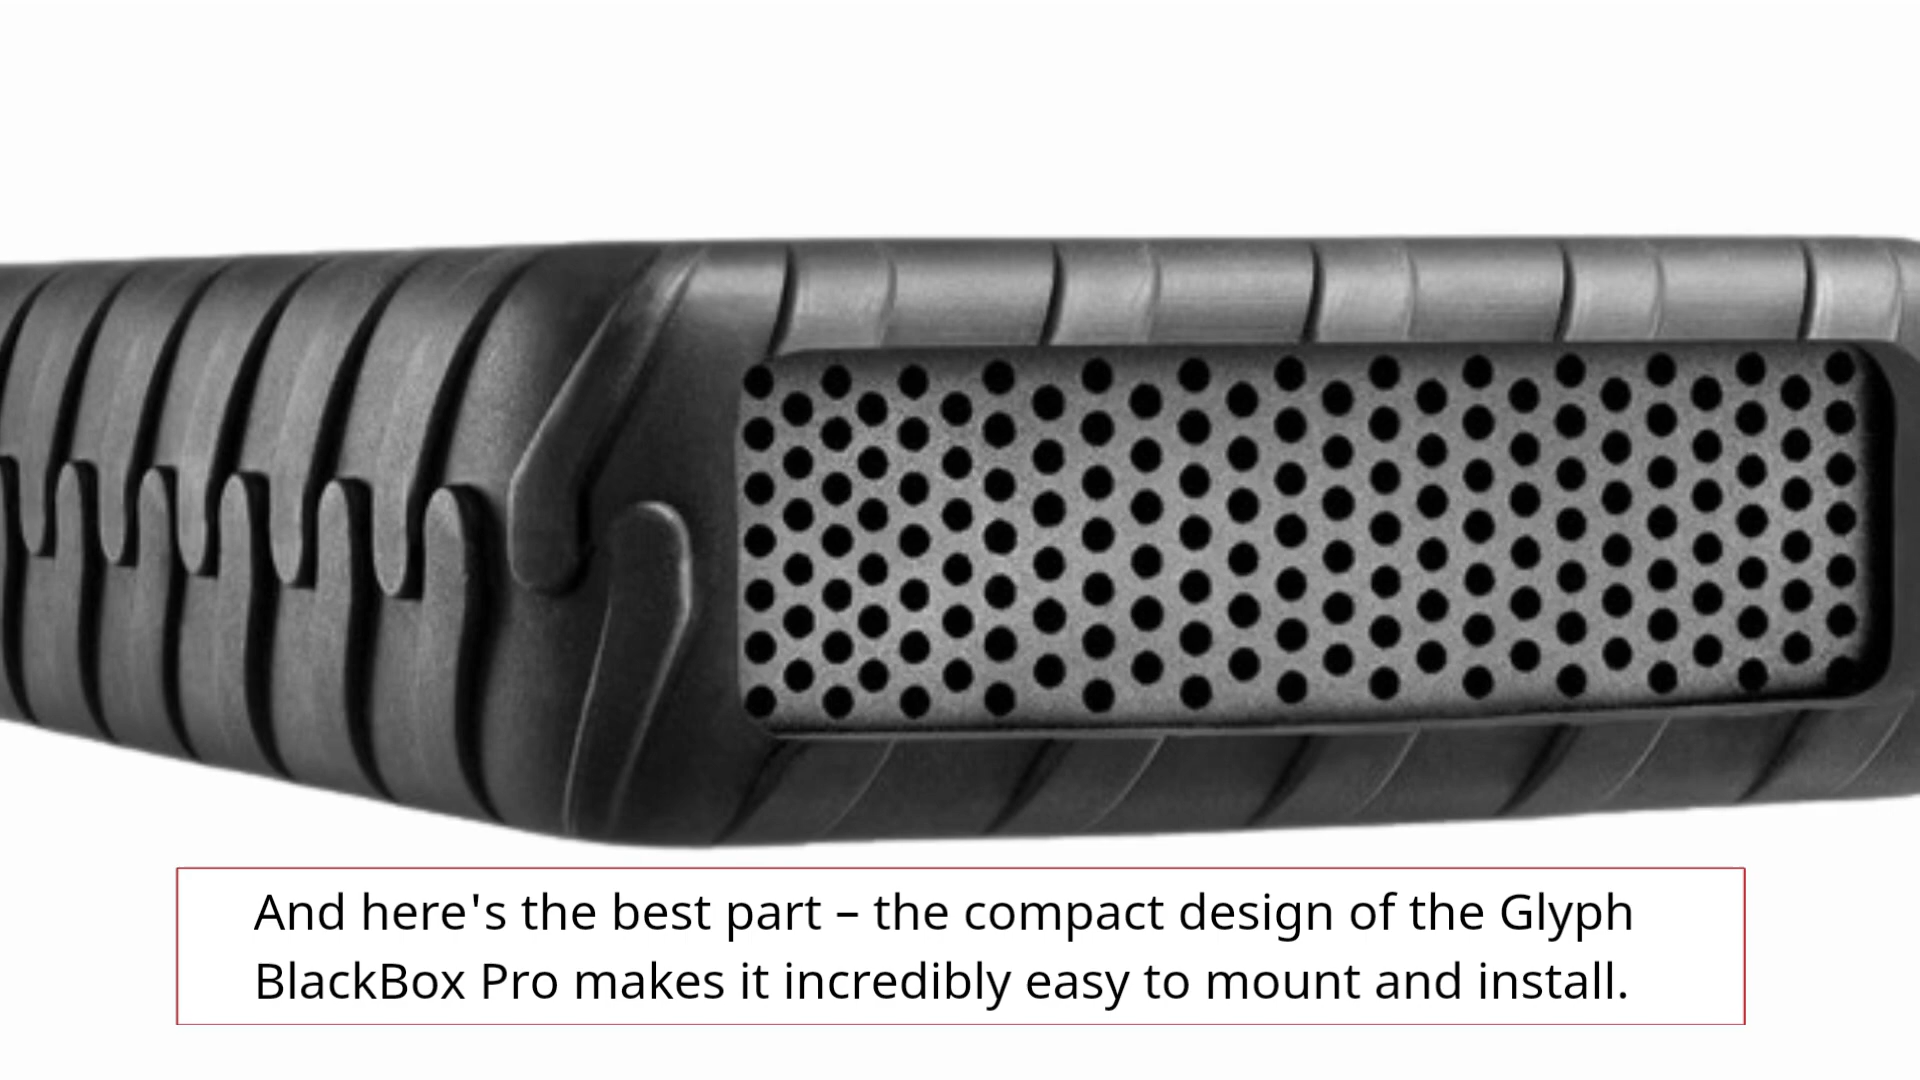 And here's the best part – the compact design of the Glyph
BlackBox Pro makes it incredibly easy to mount and install.